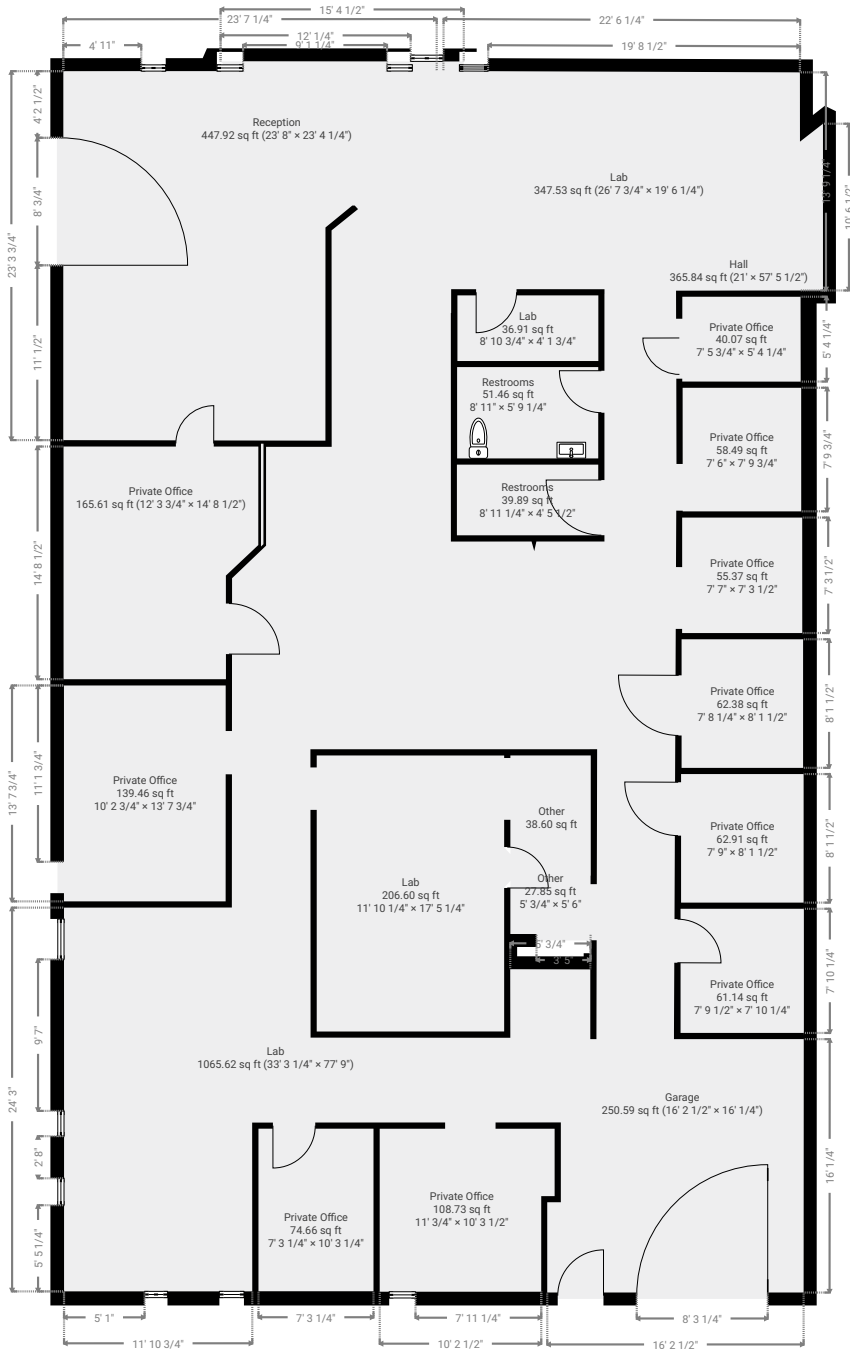 15' 4 1/2"
23' 7 1/4"
22' 6 1/4"
12' 1/4"
4' 11"
9' 1 1/4"
19' 8 1/2"
4' 2 1/2"
Reception
447.92 sq ft (23' 8" × 23' 4 1/4")
Lab
347.53 sq ft (26' 7 3/4" × 19' 6 1/4")
13' 9 1/4"
10' 6 1/2"
8' 3/4"
23' 3 3/4"
11' 1/2"
Hall
365.84 sq ft (21' × 57' 5 1/2")
Lab
36.91 sq ft
8' 10 3/4" × 4' 1 3/4"
Private Office
40.07 sq ft
7' 5 3/4" × 5' 4 1/4"
5' 4 1/4"
Restrooms
51.46 sq ft
8' 11" × 5' 9 1/4"
Private Office
58.49 sq ft
7' 6" × 7' 9 3/4"
7' 9 3/4"
Restrooms
39.89 sq ft
8' 11 1/4" × 4' 5 1/2"
Private Office
165.61 sq ft (12' 3 3/4" × 14' 8 1/2")
14' 8 1/2"
Private Office
55.37 sq ft
7' 7" × 7' 3 1/2"
7' 3 1/2"
Private Office
62.38 sq ft
7' 8 1/4" × 8' 1 1/2"
8' 1 1/2"
13' 7 3/4"
11' 1 3/4"
Private Office
139.46 sq ft
10' 2 3/4" × 13' 7 3/4"
Other
38.60 sq ft
Private Office
62.91 sq ft
7' 9" × 8' 1 1/2"
8' 1 1/2"
Lab
206.60 sq ft
11' 10 1/4" × 17' 5 1/4"
Other
27.85 sq ft
5' 3/4" × 5' 6"
5' 3/4"
3' 5"
Private Office
61.14 sq ft
7' 9 1/2" × 7' 10 1/4"
7' 10 1/4"
9' 7"
24' 3"
Lab
1065.62 sq ft (33' 3 1/4" × 77' 9")
Garage
250.59 sq ft (16' 2 1/2" × 16' 1/4")
2' 8"
16' 1/4"
Private Office
74.66 sq ft
7' 3 1/4" × 10' 3 1/4"
Private Office
108.73 sq ft
11' 3/4" × 10' 3 1/2"
5' 5 1/4"
5' 1"
7' 3 1/4"
7' 11 1/4"
8' 3 1/4"
11' 10 3/4"
10' 2 1/2"
16' 2 1/2"